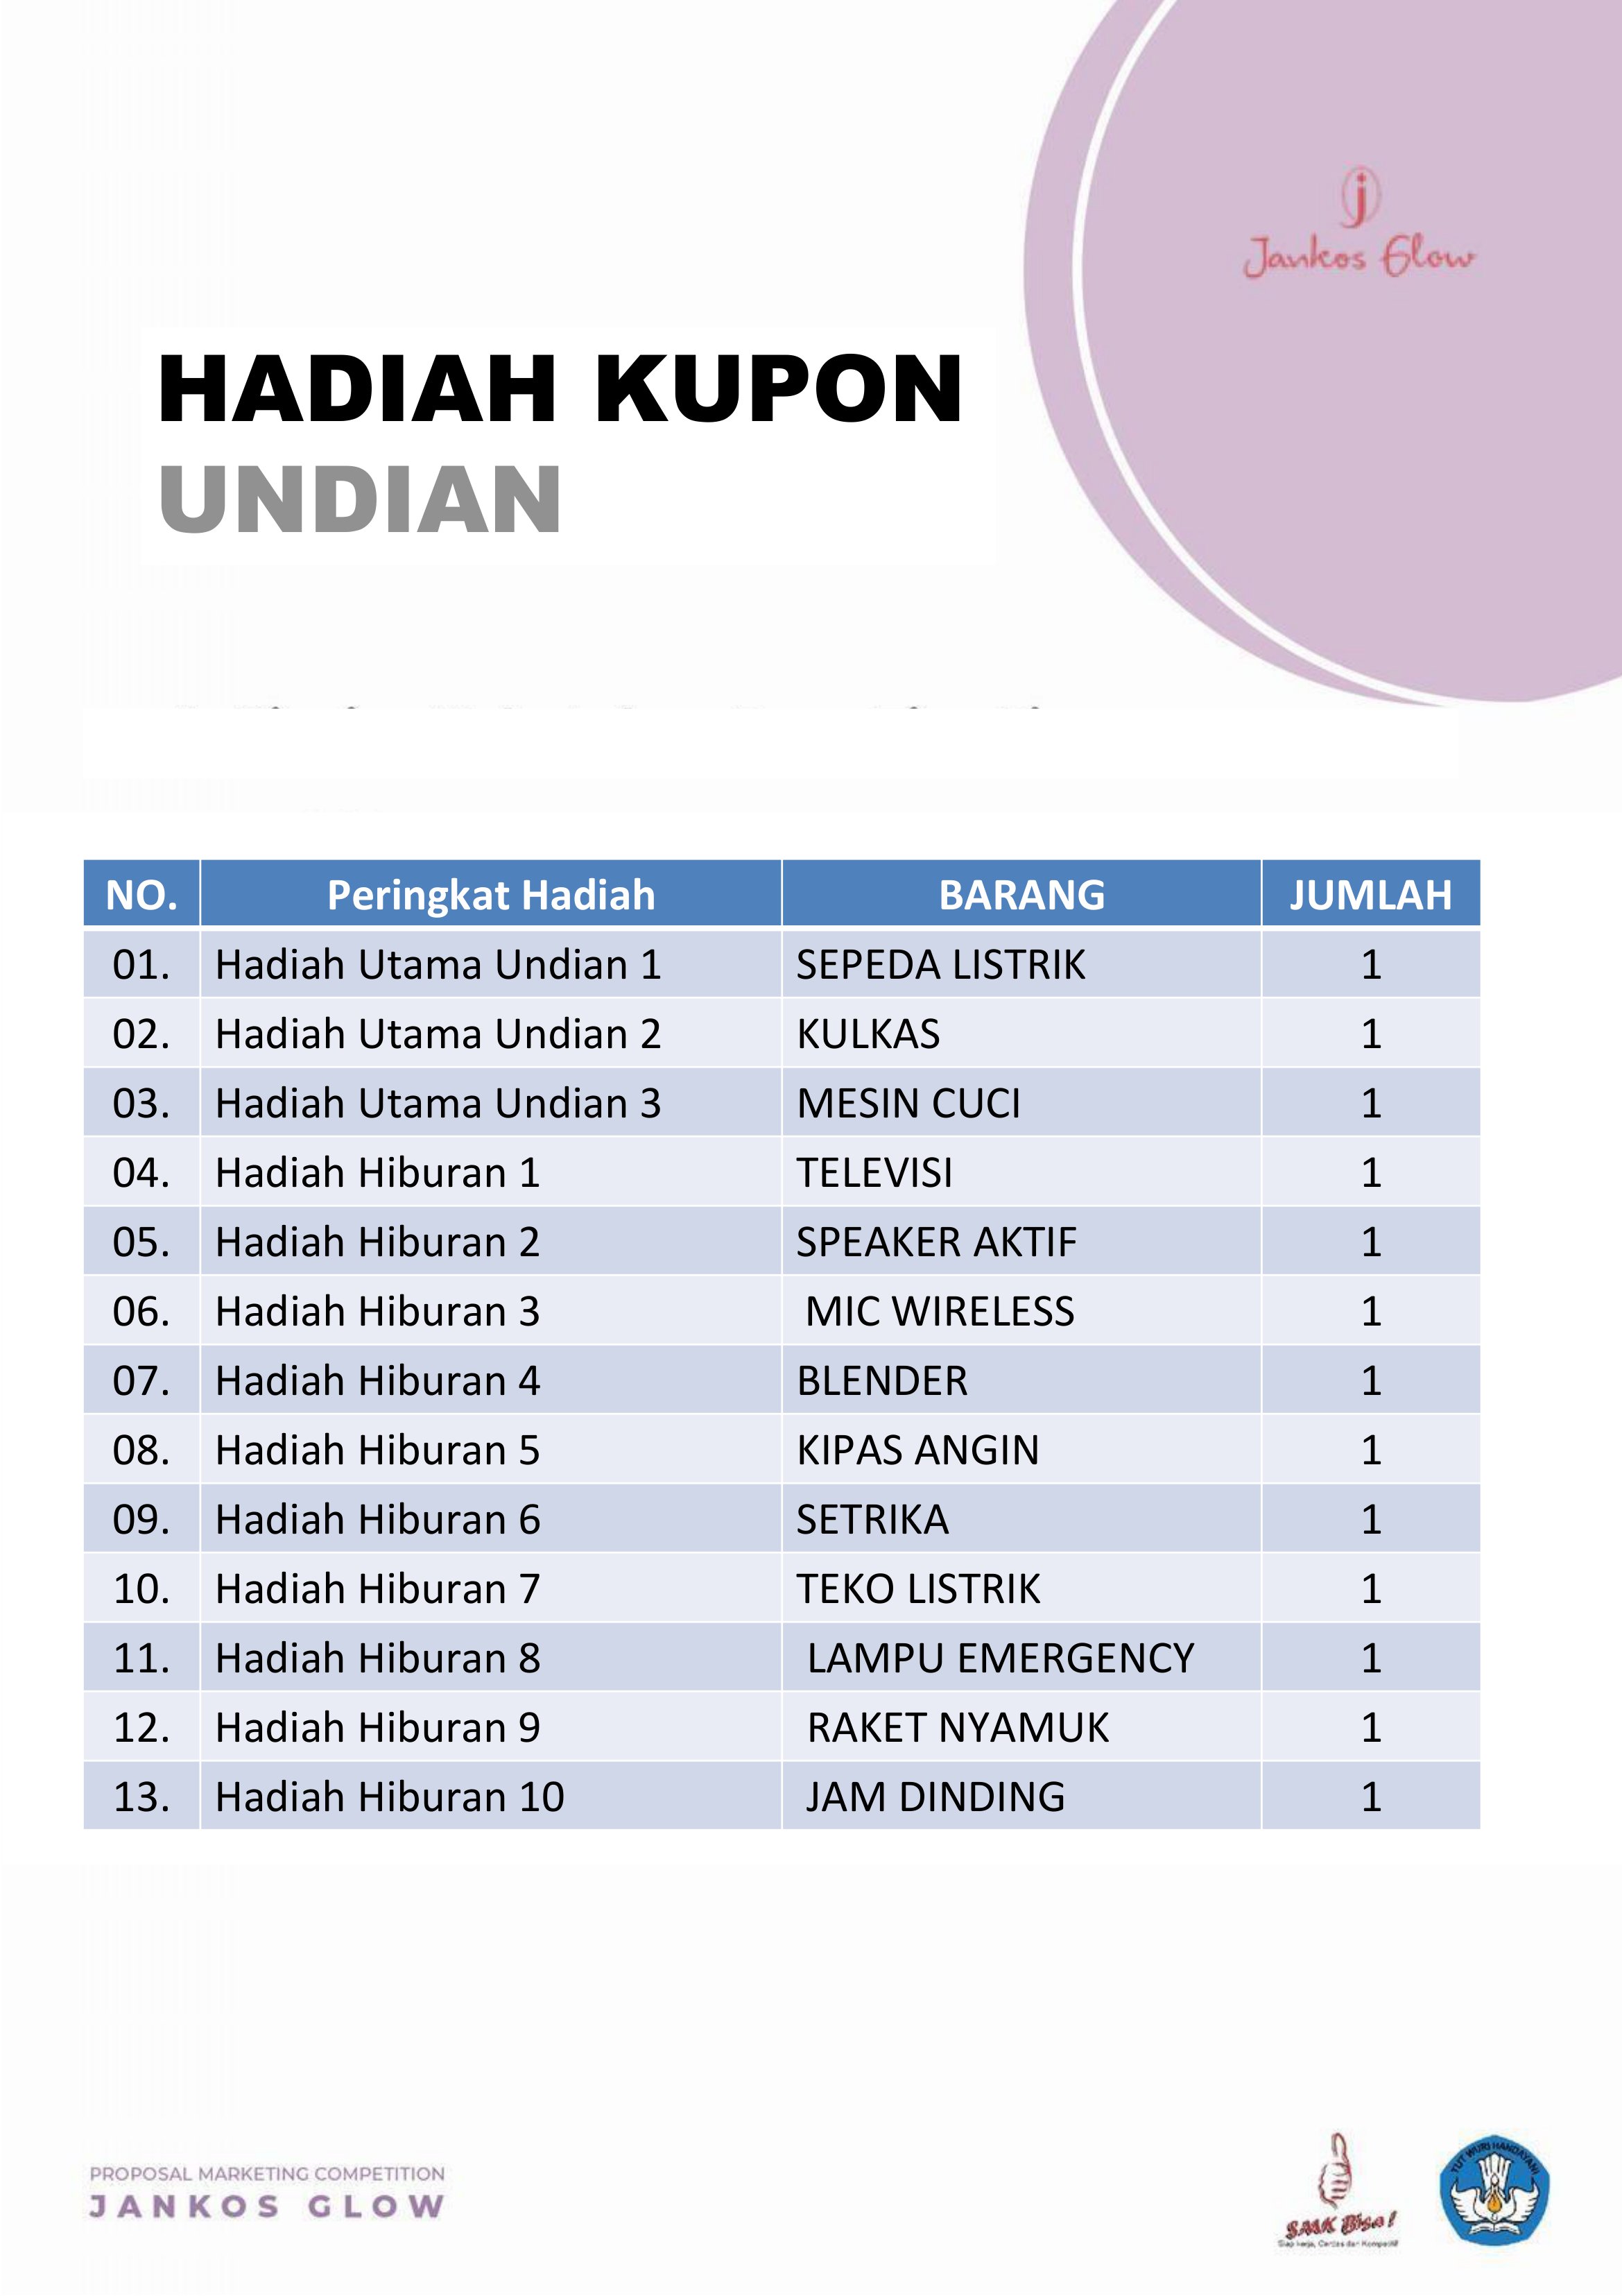 Jankos Glow
HADIAH KUPON
UNDIAN
NO. Peringkat Hadiah BARANG JUMLAH
01. Hadiah Utama Undian 1 SEPEDA LISTRIK 1
02. Hadiah Utama Undian 2 KULKAS 1
03. Hadiah Utama Undian 3 MESIN CUCI 1
04. Hadiah Hiburan 1 TELEVISI 1
05. Hadiah Hiburan 2 SPEAKER AKTIF 1
06. Hadiah Hiburan 3 MIC WIRELESS 1
07. Hadiah Hiburan 4 BLENDER 1
08. Hadiah Hiburan 5 KIPAS ANGIN 1
09. Hadiah Hiburan 6 SETRIKA 1
10. Hadiah Hiburan 7 TEKO LISTRIK 1
11. Hadiah Hiburan 8 LAMPU EMERGENCY 1
12. Hadiah Hiburan 9 RAKET NYAMUK 1
13. Hadiah Hiburan 10 JAM DINDING 1
PROPOSAL MARKETING COMPETITION
JANKOS GLOW
SMK Bisa!
Siap kerja, Cerdas dan Kompetitif
TUT WURI HANDAYANI